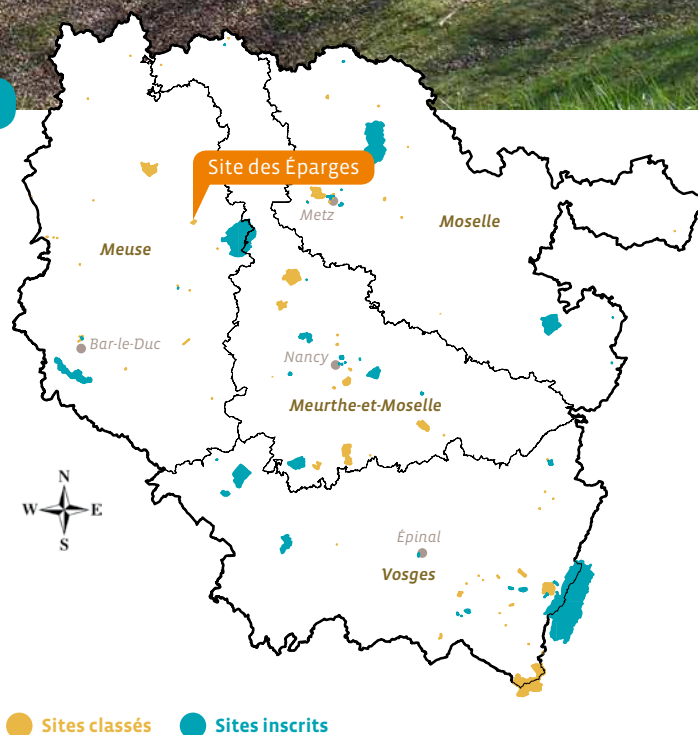 Site des Éparges
Metz
Moselle
Meuse
Bar-le-Duc
Nancy
Meurthe-et-Moselle
N
W E
S
Épinal
Vosges
Sites classés Sites inscrits